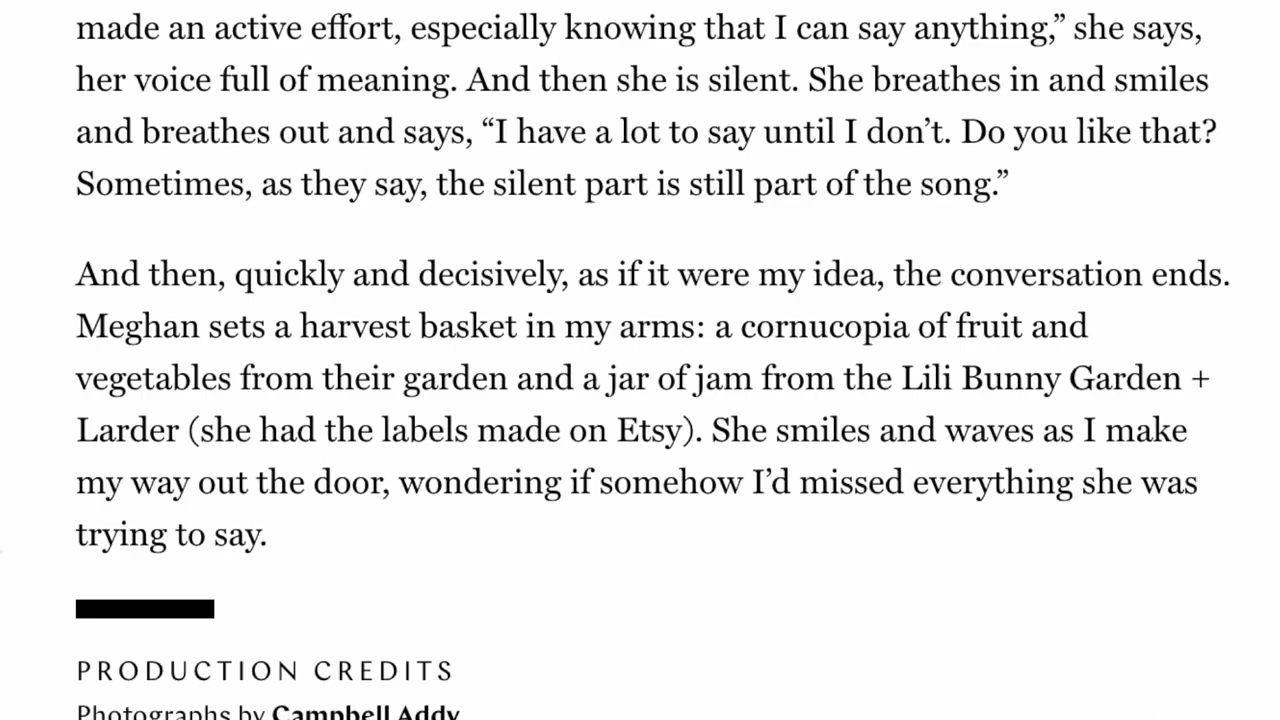 made an active effort, especially knowing that I can say anything,” she says,
her voice full of meaning. And then she is silent. She breathes in and smiles
and breathes out and says, “I have a lot to say until I don’t. Do you like that?
Sometimes, as they say, the silent part is still part of the song.”
And then, quickly and decisively, as if it were my idea, the conversation ends.
Meghan sets a harvest basket in my arms: a cornucopia of fruit and
vegetables from their garden and a jar of jam from the Lili Bunny Garden +
Larder (she had the labels made on Etsy). She smiles and waves as I make
my way out the door, wondering if somehow I’d missed everything she was
trying to say.
PRODUCTION CREDITS
Photographs by Campbell Addy